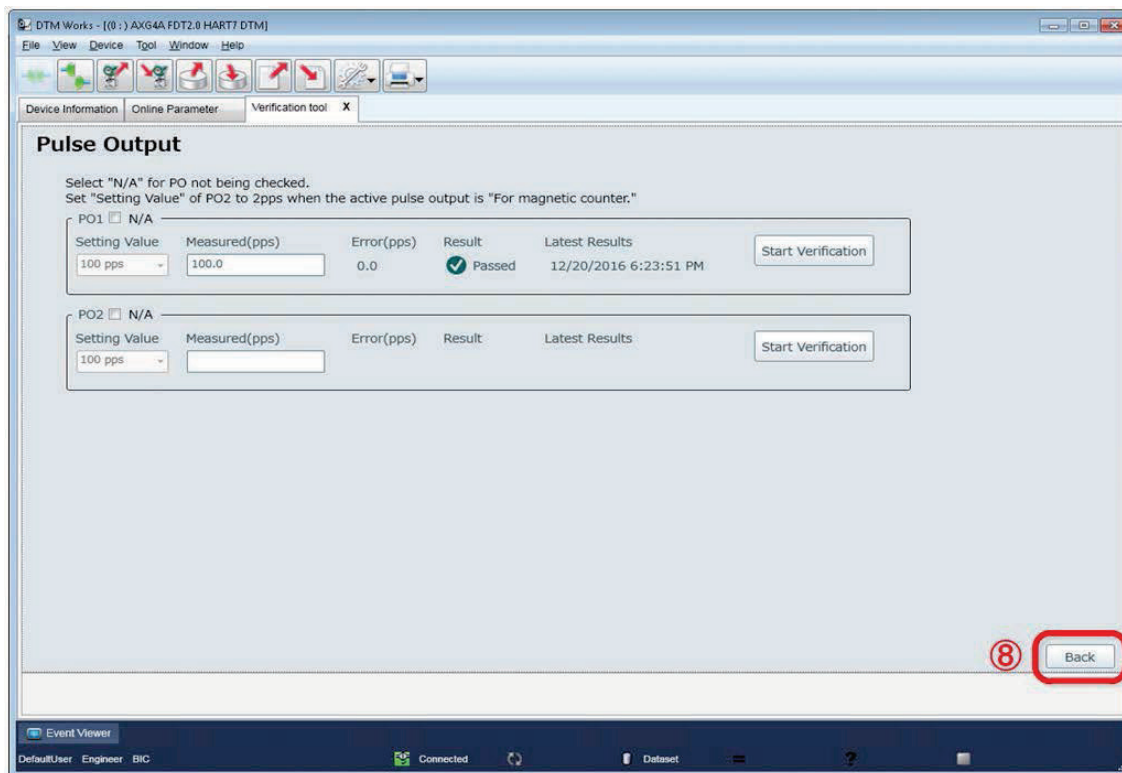 DTM Works - [(0 : ) AXG4A FDT2.0 HART7 DTM]
File View Device Tool Window Help
Device Information Online Parameter Verification tool X
Pulse Output
Select "N/A" for PO not being checked.
Set "Setting Value" of PO2 to 2pps when the active pulse output is "For magnetic counter."
PO1 N/A
Setting Value Measured(pps) Error(pps) Result Latest Results
100 pps 100.0 0.0 Passed 12/20/2016 6:23:51 PM Start Verification
PO2 N/A
Setting Value Measured(pps) Error(pps) Result Latest Results
100 pps Start Verification
⑧ Back
Event Viewer
DefaultUser Engineer BIC Connected Dataset = ?